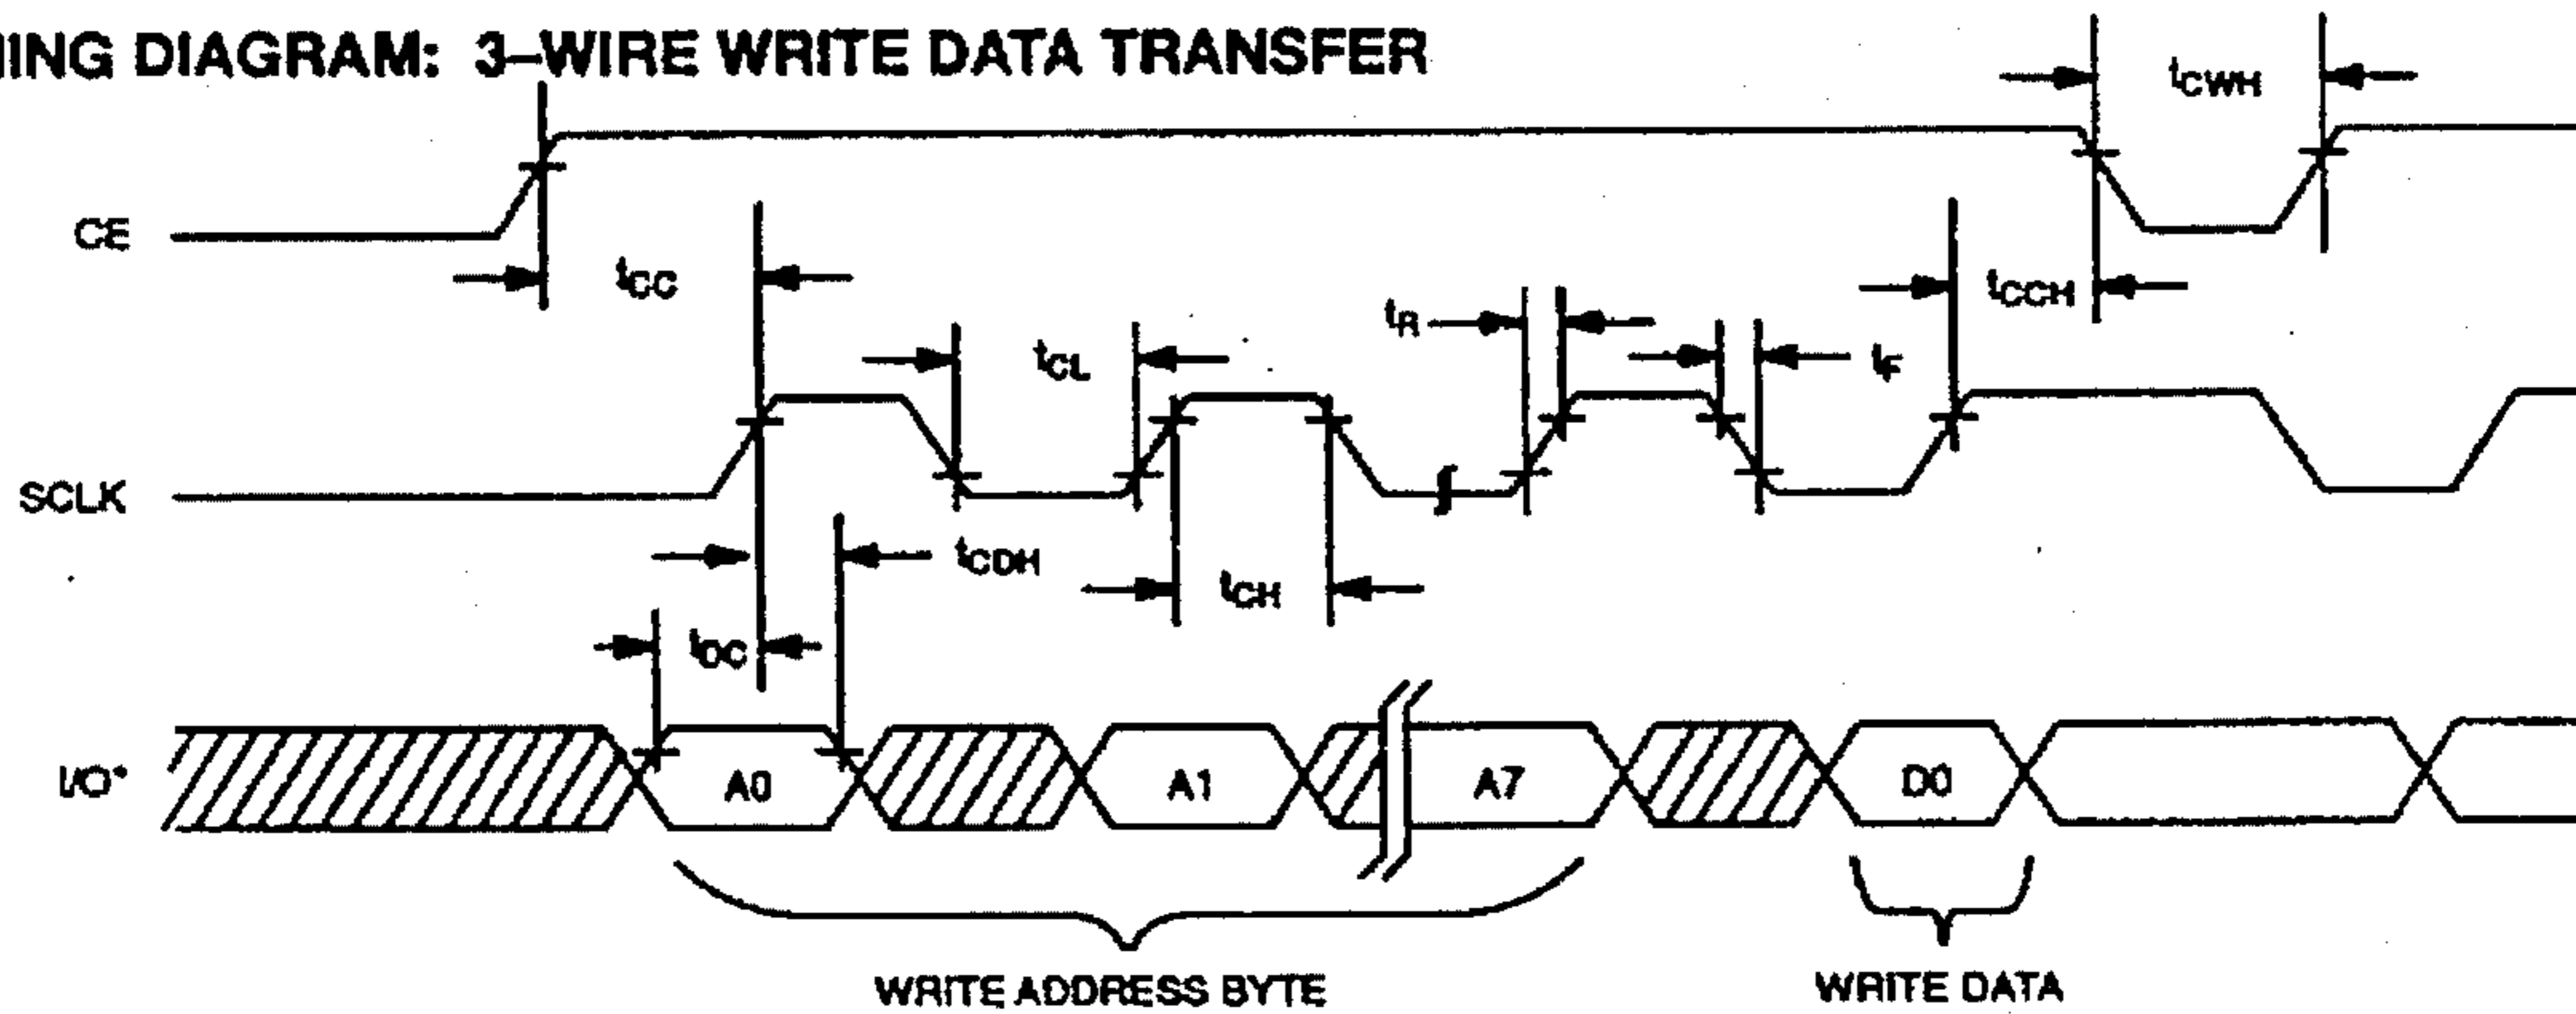 ING DIAGRAM: 3–WIRE WRITE DATA TRANSFER
tCWH
CE
tCC
tCCH
tR
tCL
tF
SCLK
tCDH
tCH
tDC
I/O*
A0
A1
A7
D0
WRITE ADDRESS BYTE
WRITE DATA